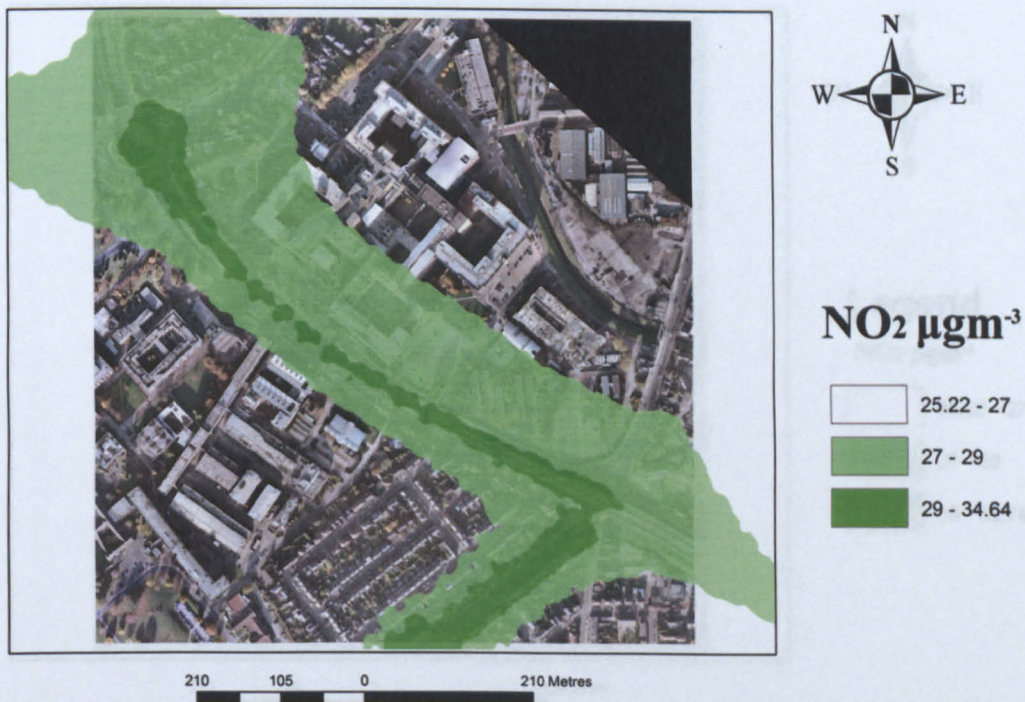 N
W E
S
NO₂ µgm⁻³
25.22 - 27
27 - 29
29 - 34.64
210 105 0 210 Metres